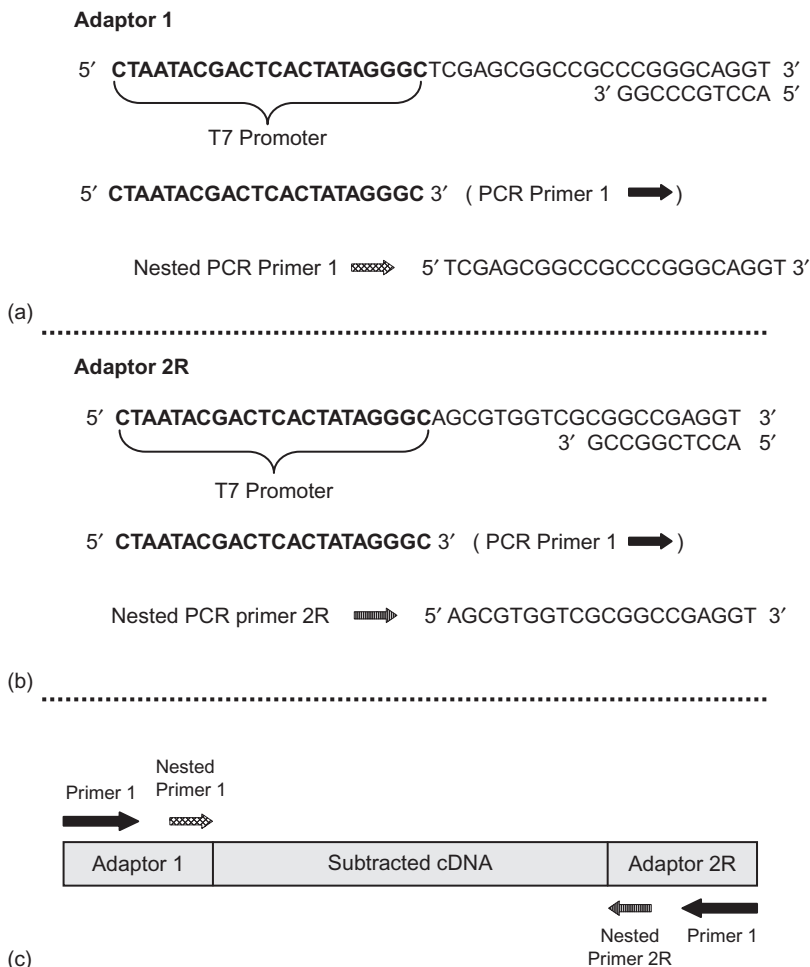 Adaptor 1
5′ CTAATACGACTCACTATAGGGCTCGAGCGGCCGCCCGGGCAGGT 3′
3′ GGCCCGTCCA 5′
T7 Promoter
5′ CTAATACGACTCACTATAGGGC 3′ ( PCR Primer 1 )
Nested PCR Primer 1 5′ TCGAGCGGCCGCCCGGGCAGGT 3′
(a)
Adaptor 2R
5′ CTAATACGACTCACTATAGGGCAGCGTGGTCGCGGCCGAGGT 3′
3′ GCCGGCTCCA 5′
T7 Promoter
5′ CTAATACGACTCACTATAGGGC 3′ ( PCR Primer 1 )
Nested PCR primer 2R 5′ AGCGTGGTCGCGGCCGAGGT 3′
(b)
Nested
Primer 1
Primer 1
Adaptor 1 Subtracted cDNA Adaptor 2R
Nested Primer 1
Primer 2R
(c)